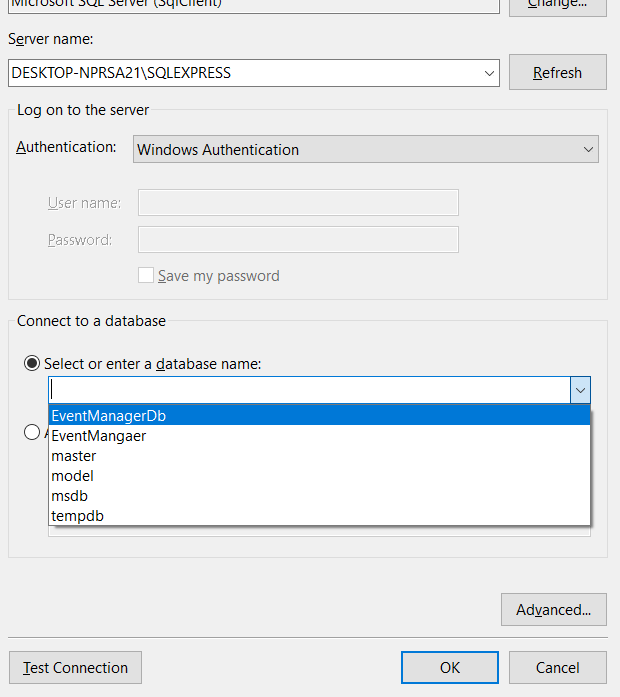 Microsoft SQL Server (SqlClient)
Change...
Server name:
DESKTOP-NPRSA21\SQLEXPRESS
Refresh
Log on to the server
Authentication:
Windows Authentication
User name:
Password:
Save my password
Connect to a database
Select or enter a database name:
EventManagerDb
EventMangaer
master
model
msdb
tempdb
Advanced...
Test Connection
OK
Cancel